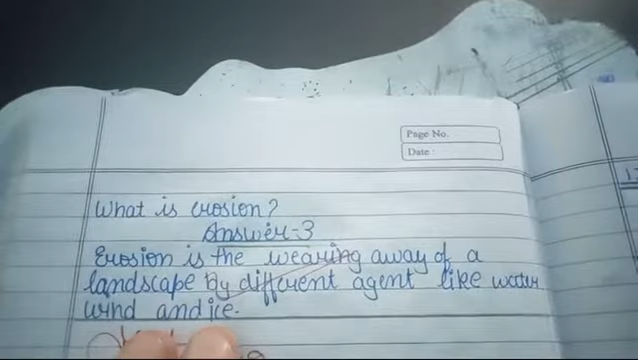 Page No.
Date :
What is erosion?
Answer-3
Erosion is the wearing away of a
landscape By different agent like water
wind and ice.